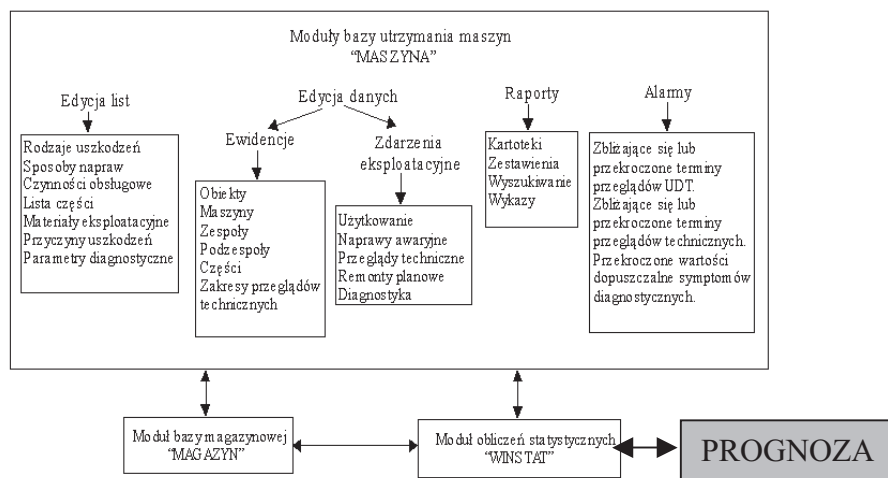 Moduły bazy utrzymania maszyn
“MASZYNA”
Edycja list
Rodzaje uszkodzeń
Sposoby napraw
Czynności obsługowe
Lista części
Materiały eksploatacyjne
Przyczyny uszkodzeń
Parametry diagnostyczne
Edycja danych
Ewidencje
Obiekty
Maszyny
Zespoły
Podzespoły
Części
Zakresy przeglądów
technicznych
Zdarzenia
eksploatacyjne
Użytkowanie
Naprawy awaryjne
Przeglądy techniczne
Remonty planowe
Diagnostyka
Raporty
Kartoteki
Zestawienia
Wyszukiwanie
Wykazy
Alarmy
Zbliżające się lub
przekroczone terminy
przeglądów UDT.
Zbliżające się lub
przekroczone terminy
przeglądów technicznych.
Przekroczone wartości
dopuszczalne symptomów
diagnostycznych.
Moduł bazy magazynowej
“MAGAZYN”
Moduł obliczeń statystycznych
“WINSTAT”
PROGNOZA